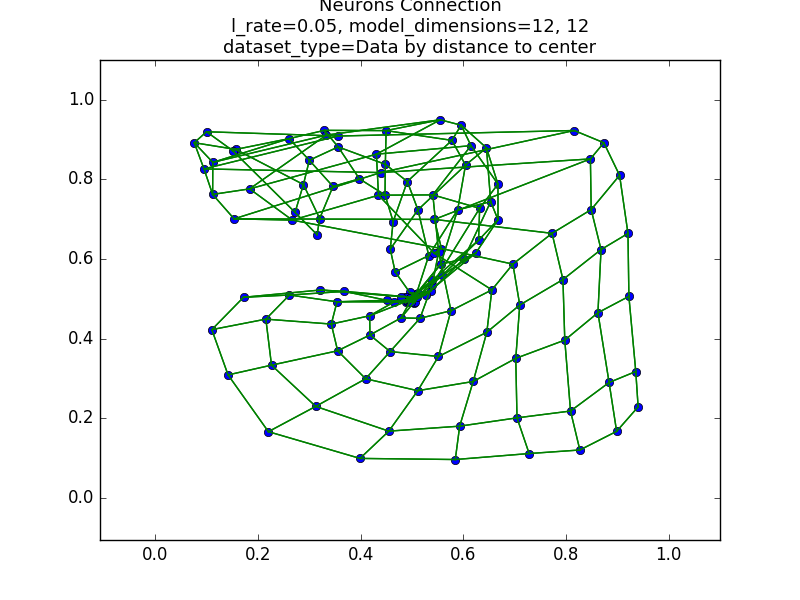 Neurons Connection
l_rate=0.05, model_dimensions=12, 12
dataset_type=Data by distance to center
1.0
0.8
0.6
0.4
0.2
0.0
0.0 0.2 0.4 0.6 0.8 1.0